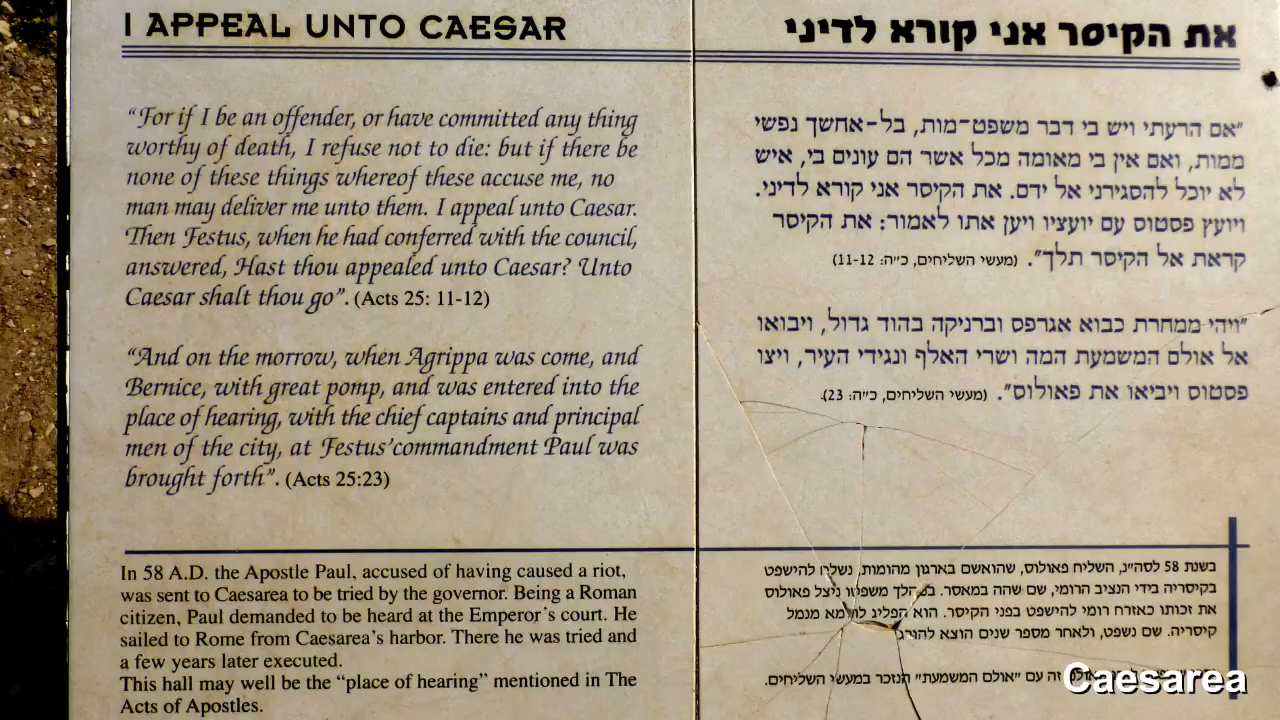 I APPEAL UNTO CAESAR
“For if I be an offender, or have committed any thing
worthy of death, I refuse not to die: but if there be
none of these things whereof these accuse me, no
man may deliver me unto them. I appeal unto Caesar.
Then Festus, when he had conferred with the council,
answered, Hast thou appealed unto Caesar? Unto
Caesar shalt thou go”. (Acts 25: 11-12)
“And on the morrow, when Agrippa was come, and
Bernice, with great pomp, and was entered into the
place of hearing, with the chief captains and principal
men of the city, at Festus’commandment Paul was
brought forth”. (Acts 25:23)
In 58 A.D. the Apostle Paul, accused of having caused a riot,
was sent to Caesarea to be tried by the governor. Being a Roman
citizen, Paul demanded to be heard at the Emperor's court. He
sailed to Rome from Caesarea's harbor. There he was tried and
a few years later executed.
This hall may well be the “place of hearing” mentioned in The
Acts of Apostles.
את הקיסר אני קורא לדיני
"אם הרעתי ויש בי דבר משפט-מות, בל-אחשך נפשי
ממות, ואם אין בי מאומה מכל אשר הם עונים בי, איש
לא יוכל להסגירני אל ידם. את הקיסר אני קורא לדיני.
ויועץ פסטוס עם יועציו ויען אתו לאמור: את הקיסר
קראת אל הקיסר תלך". (מעשי השליחים, כ"ה: 11-12)
"ויהי ממחרת כבוא אגרפס וברניקה בהוד גדול, ויבואו
אל אולם המשמעת המה ושרי האלף ונגידי העיר, ויצו
פסטוס ויביאו את פאולוס". (מעשי השליחים, כ"ה: 23).
בשנת 58 לסה"נ, השליח פאולוס, שהואשם בארגון מהומות, נשלח להישפט
בקיסריה בידי הנציב הרומי, שם שהה במאסר. במהלך משפטו ניצל פאולוס
את זכותו כאזרח רומי להישפט בפני הקיסר. הוא הפליג לרומא מנמל
קיסריה. שם נשפט, ולאחר מספר שנים הוצא להורג
זה עם "אולם המשמעת" הנזכר במעשי השליחים.
Caesarea